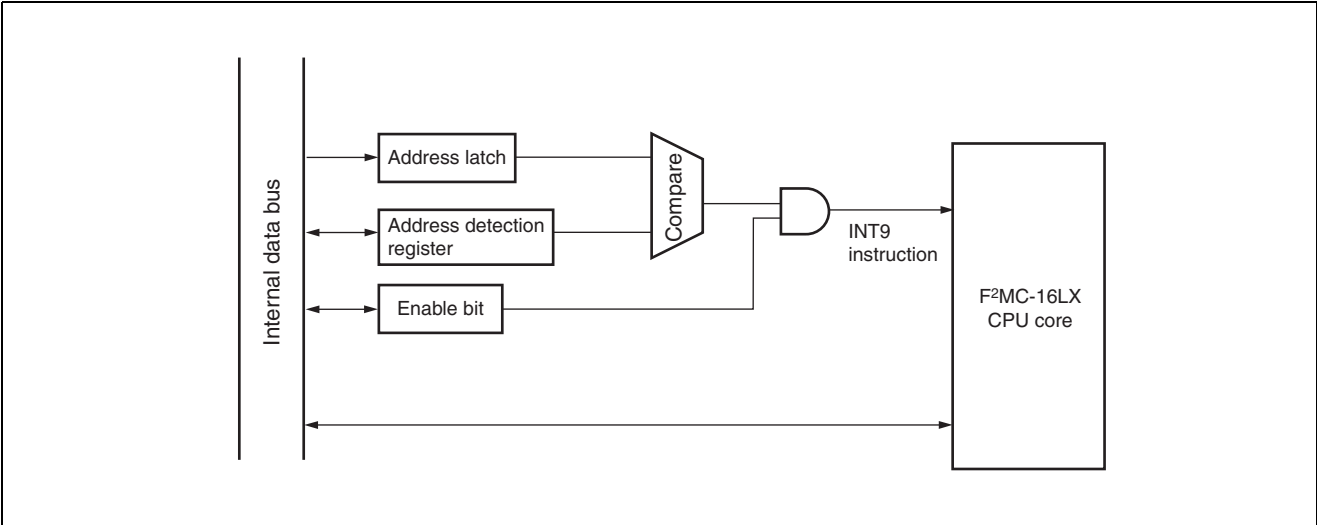 Internal data bus
Address latch
Address detection
register
Enable bit
Compare
INT9
instruction
F²MC-16LX
CPU core